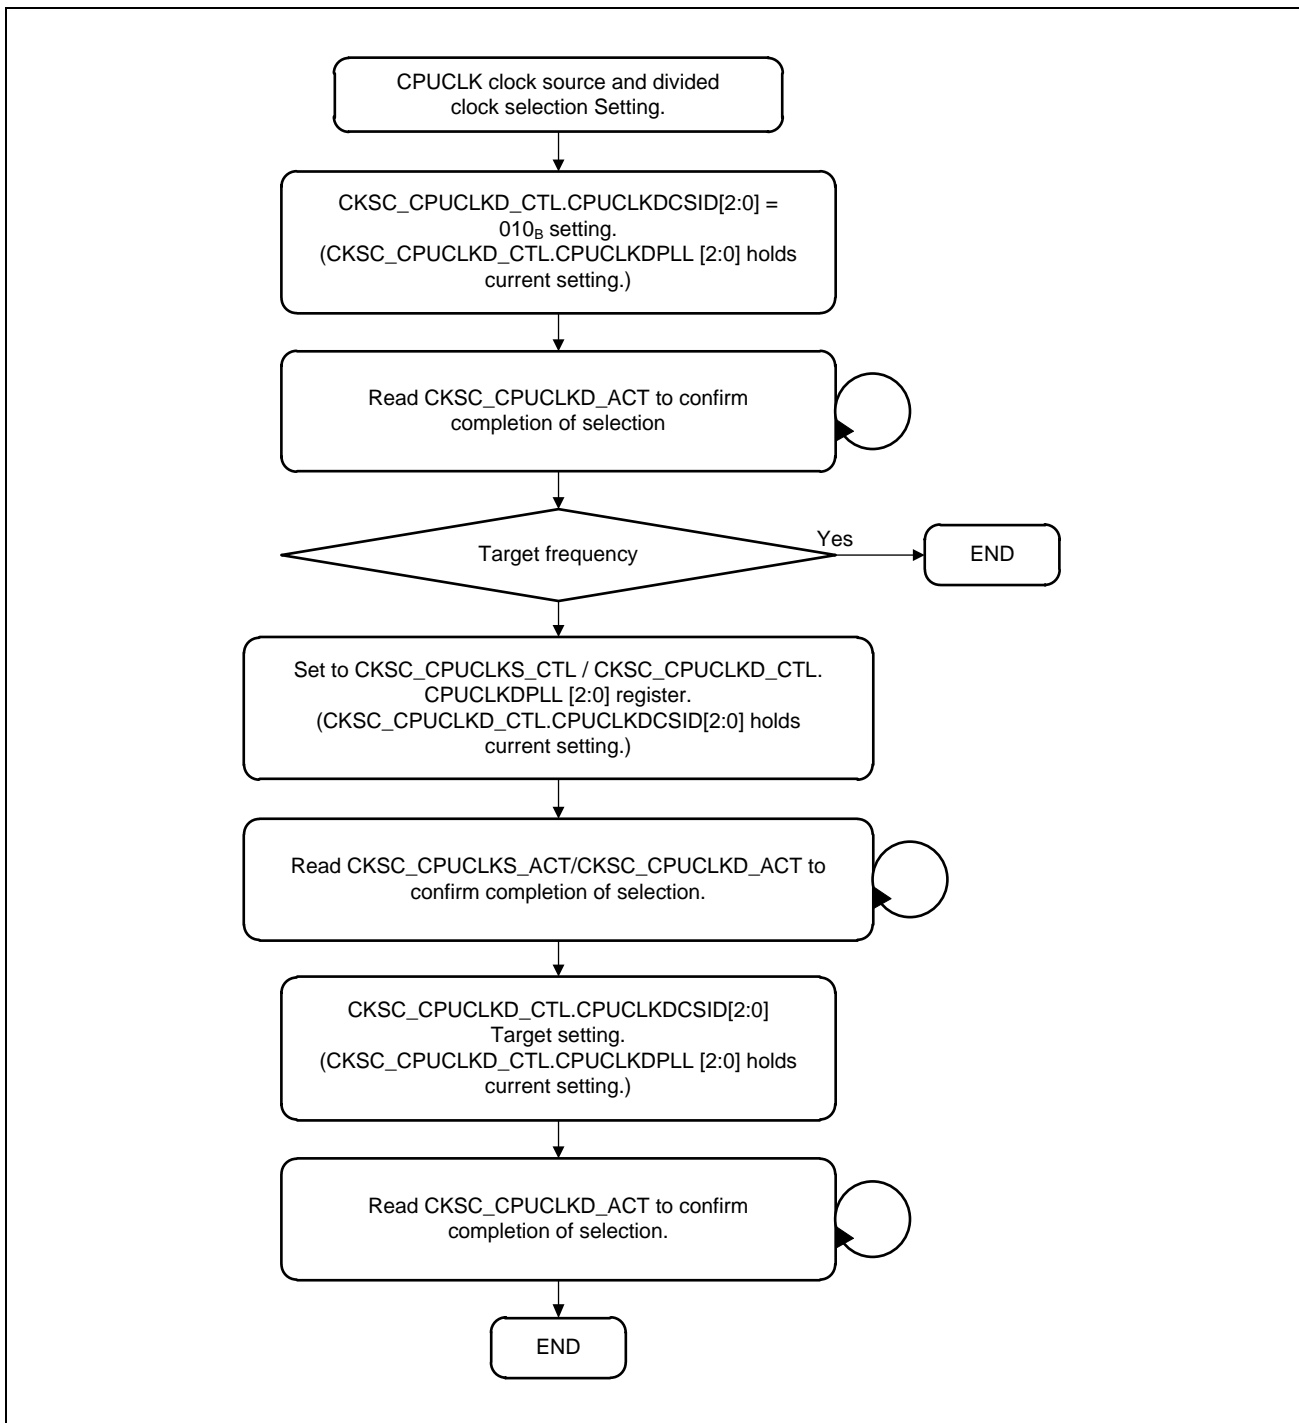 CPUCLK clock source and divided
clock selection Setting.
CKSC_CPUCLKD_CTL.CPUCLKDCSID[2:0] =
010B setting.
(CKSC_CPUCLKD_CTL.CPUCLKDPLL [2:0] holds
current setting.)
Read CKSC_CPUCLKD_ACT to confirm
completion of selection
Target frequency
Yes
END
Set to CKSC_CPUCLKS_CTL / CKSC_CPUCLKD_CTL.
CPUCLKDPLL [2:0] register.
(CKSC_CPUCLKD_CTL.CPUCLKDCSID[2:0] holds
current setting.)
Read CKSC_CPUCLKS_ACT/CKSC_CPUCLKD_ACT to
confirm completion of selection.
CKSC_CPUCLKD_CTL.CPUCLKDCSID[2:0]
Target setting.
(CKSC_CPUCLKD_CTL.CPUCLKDPLL [2:0] holds
current setting.)
Read CKSC_CPUCLKD_ACT to confirm
completion of selection.
END